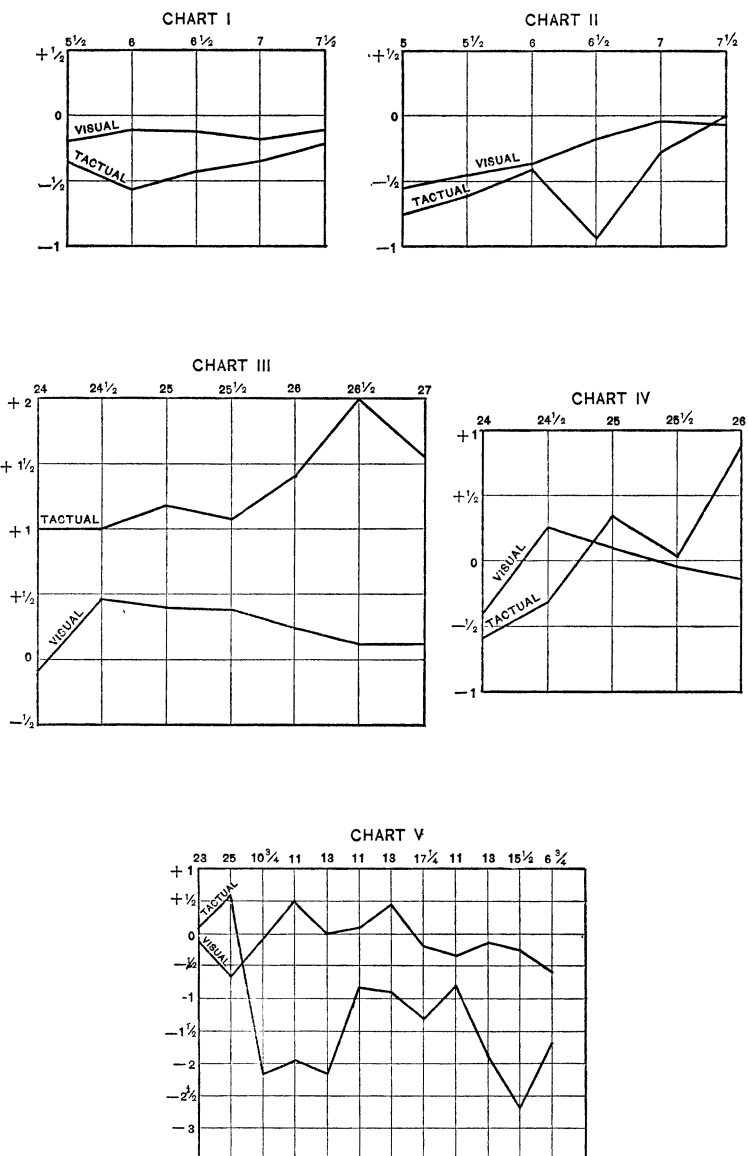 CHART I
5½ 6 6½ 7 7½
+½
0
VISUAL
TACTUAL
—½
—1
CHART II
5 5½ 6 6½ 7 7½
+½
0
VISUAL
TACTUAL
—½
—1
CHART III
24 24½ 25 25½ 26 26½ 27
+2
+1½
TACTUAL
+1
+½
VISUAL
0
—½
CHART IV
24 24½ 25 25½ 26
+1
+½
0
VISUAL
TACTUAL
—½
—1
CHART V
23 25 10¾ 11 13 11 13 17¼ 11 13 15½ 6¾
+1
+½
TACTUAL
0
VISUAL
—½
-1
—1½
—2
—2½
—3